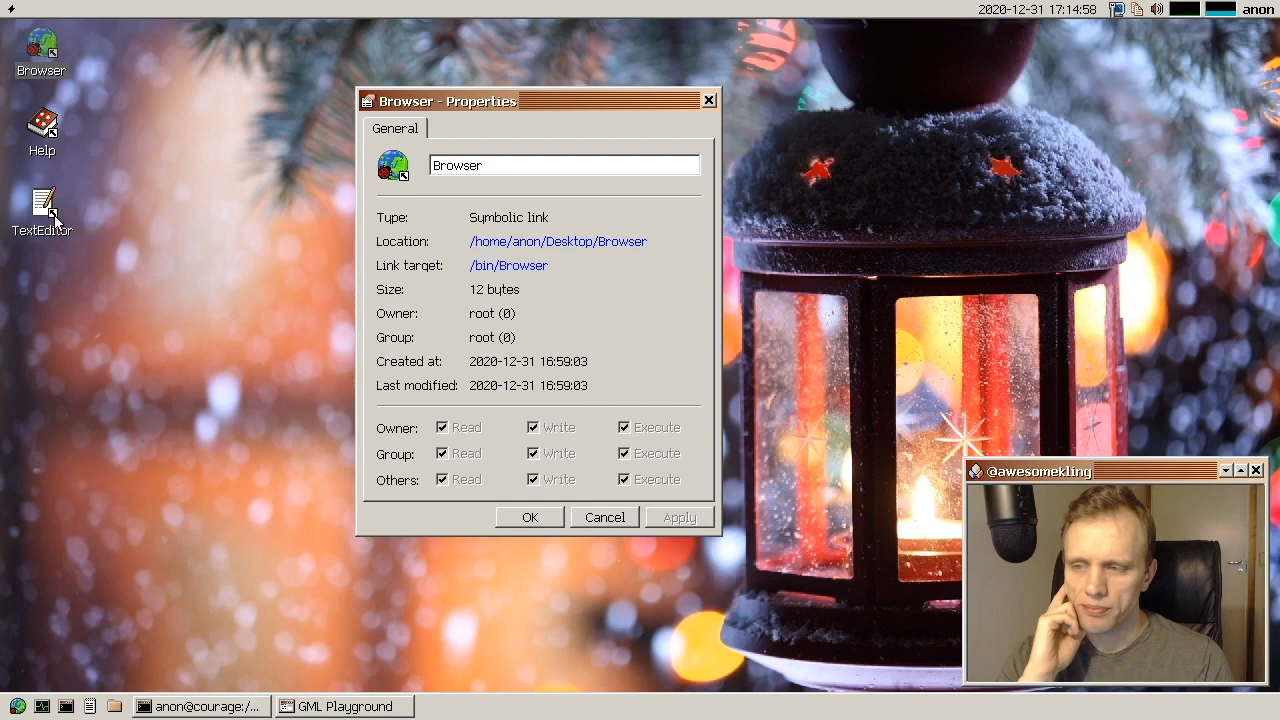 2020-12-31 17:14:58
anon
Browser
Help
TextEditor
Browser - Properties
General
Browser
Type: Symbolic link
Location: /home/anon/Desktop/Browser
Link target: /bin/Browser
Size: 12 bytes
Owner: root (0)
Group: root (0)
Created at: 2020-12-31 16:59:03
Last modified: 2020-12-31 16:59:03
Owner: Read Write Execute
Group: Read Write Execute
Others: Read Write Execute
OK Cancel Apply
@awesomekling
anon@courage:/...
GML Playground